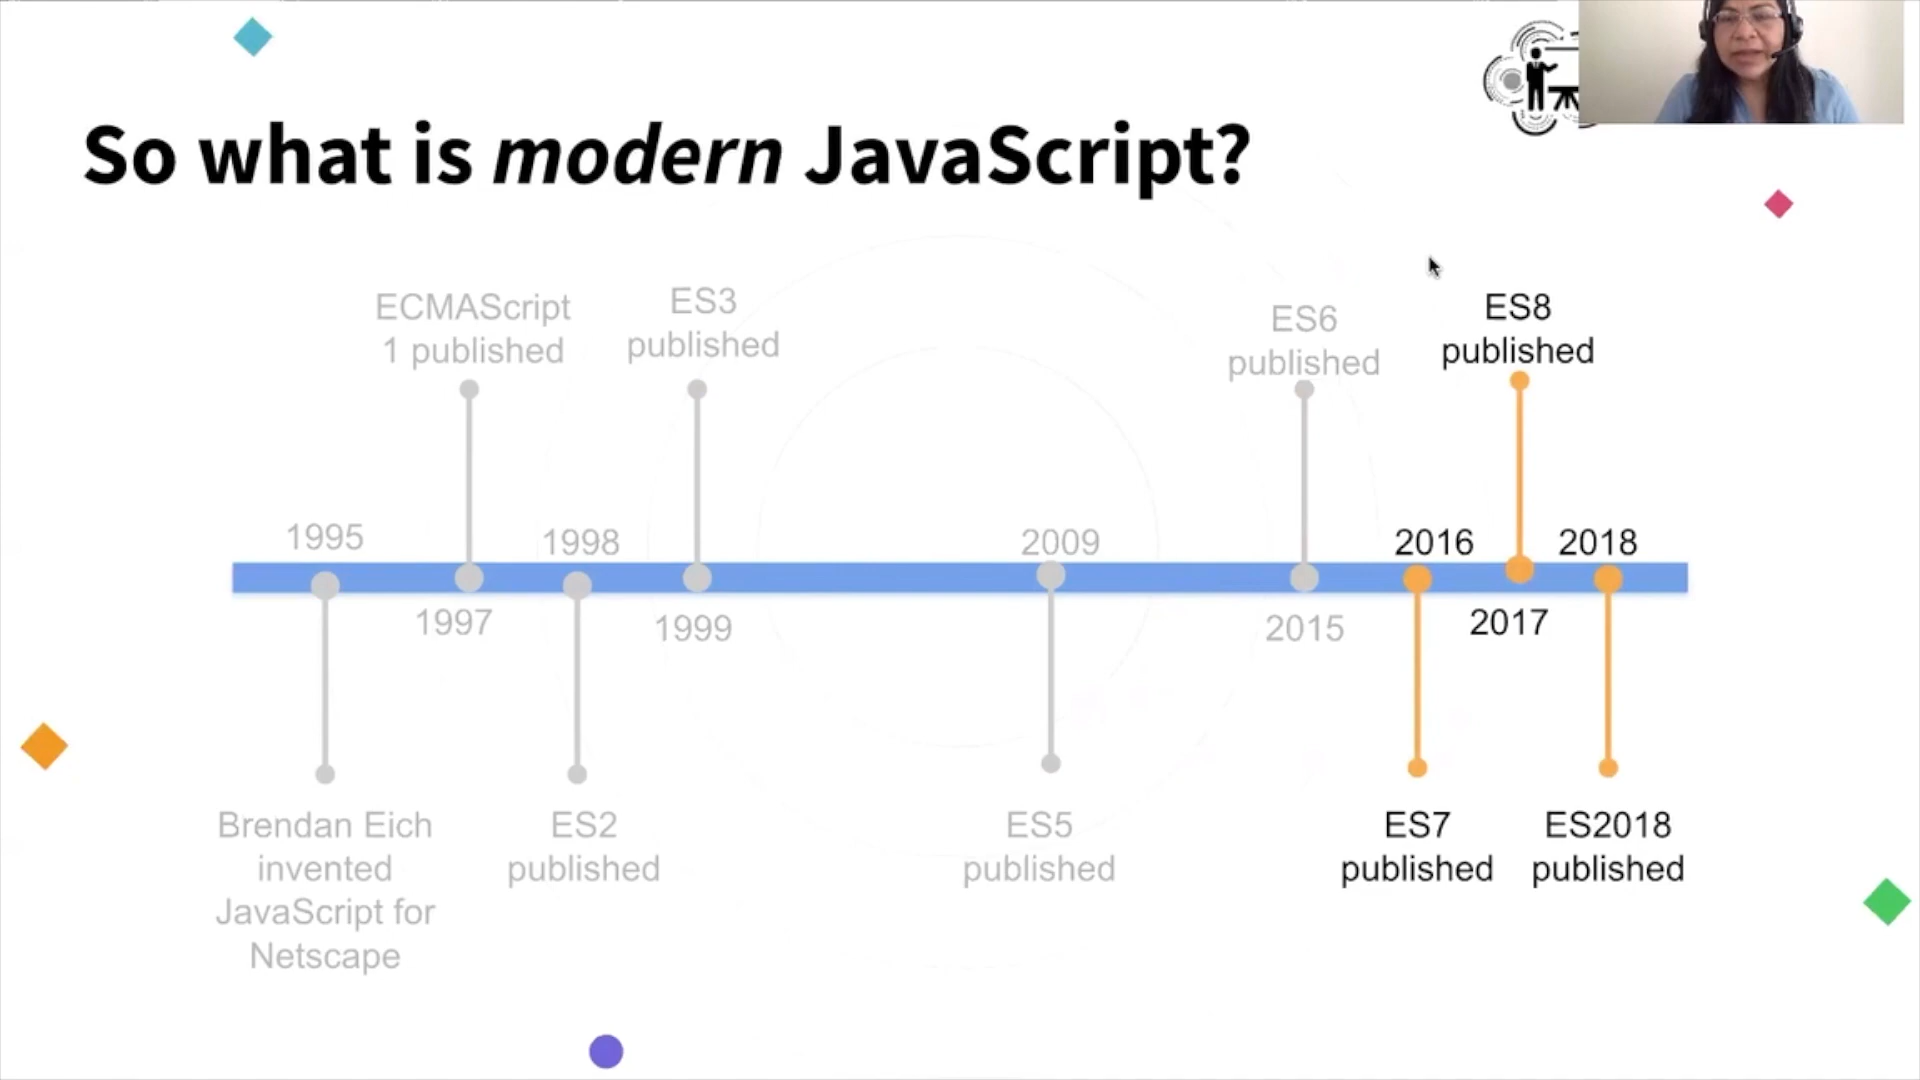 So what is modern JavaScript?
ECMAScript
1 published
ES3
published
ES6
published
ES8
published
1995
1998
2009
2016
2018
1997
1999
2015
2017
Brendan Eich
invented
JavaScript for
Netscape
ES2
published
ES5
published
ES7
published
ES2018
published